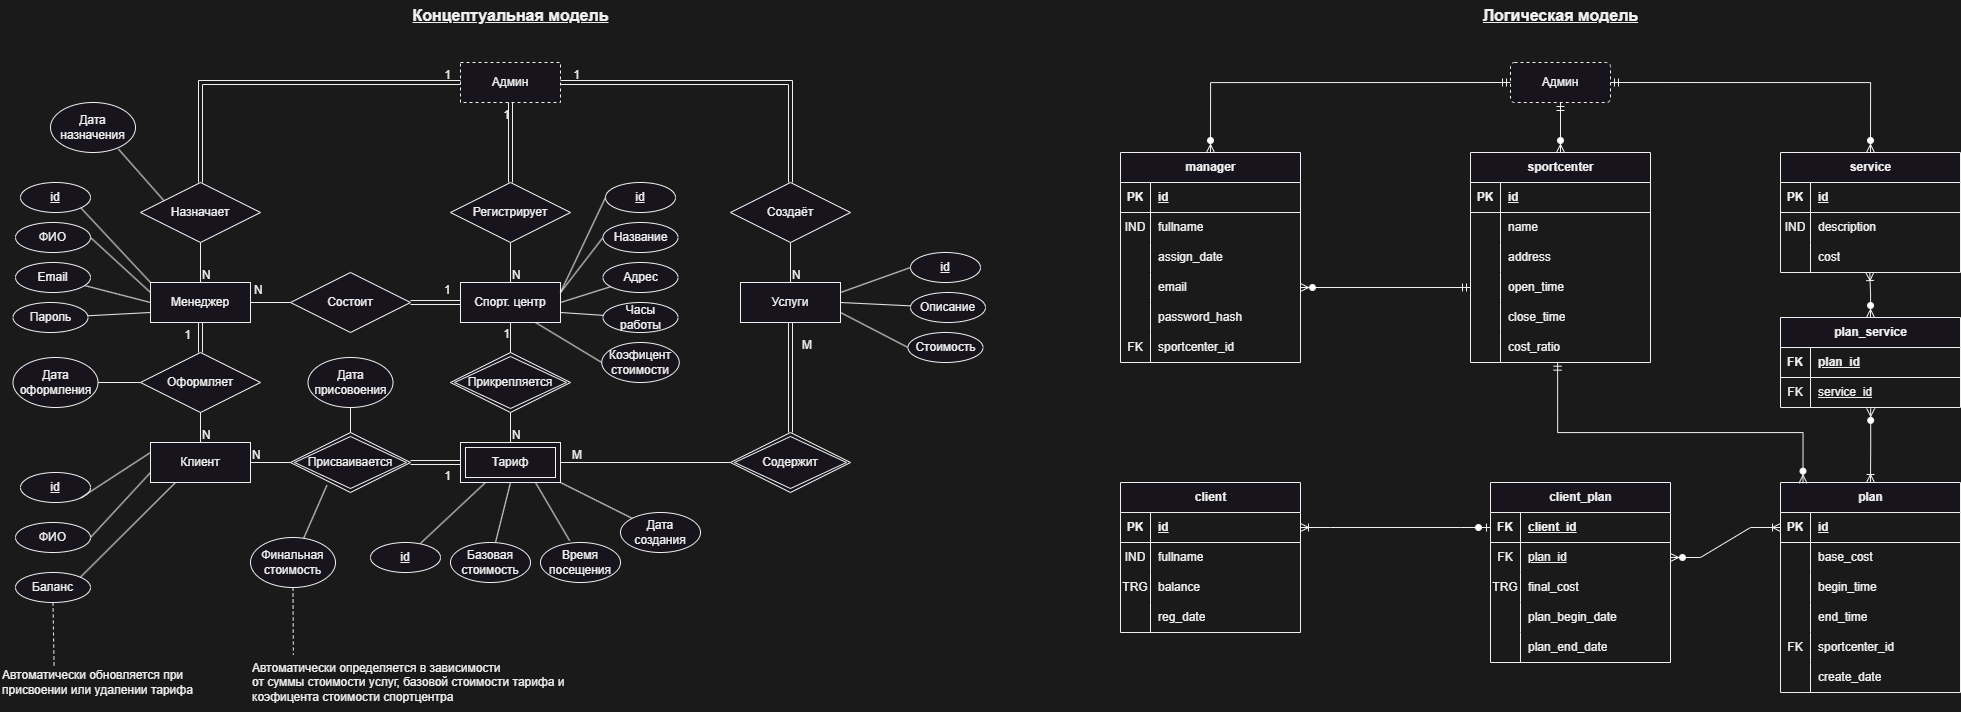 Концептуальная модель
Админ
1
1
1
Дата
назначения
Назначает
Регистрирует
Создаёт
id
ФИО
Email
Пароль
N
Менеджер
N
Состоит
1
N
Спорт. центр
id
Название
Адрес
Часы
работы
Коэфицент
стоимости
N
Услуги
id
Описание
Стоимость
1
1
M
Дата
оформления
Оформляет
Дата
присвоения
Прикрепляется
N
Клиент
N
Присваивается
1
N
Тариф
M
Содержит
id
ФИО
Баланс
Финальная
стоимость
id
Базовая
стоимость
Время
посещения
Дата
создания
Автоматически обновляется при
присвоении или удалении тарифа
Автоматически определяется в зависимости
от суммы стоимости услуг, базовой стоимости тарифа и
коэфицента стоимости спортцентра
Логическая модель
Админ
manager
PK id
IND fullname
assign_date
email
password_hash
FK sportcenter_id
sportcenter
PK id
name
address
open_time
close_time
cost_ratio
service
PK id
IND description
cost
plan_service
FK plan_id
FK service_id
client
PK id
IND fullname
TRG balance
reg_date
client_plan
FK client_id
FK plan_id
TRG final_cost
plan_begin_date
plan_end_date
plan
PK id
base_cost
begin_time
end_time
FK sportcenter_id
create_date